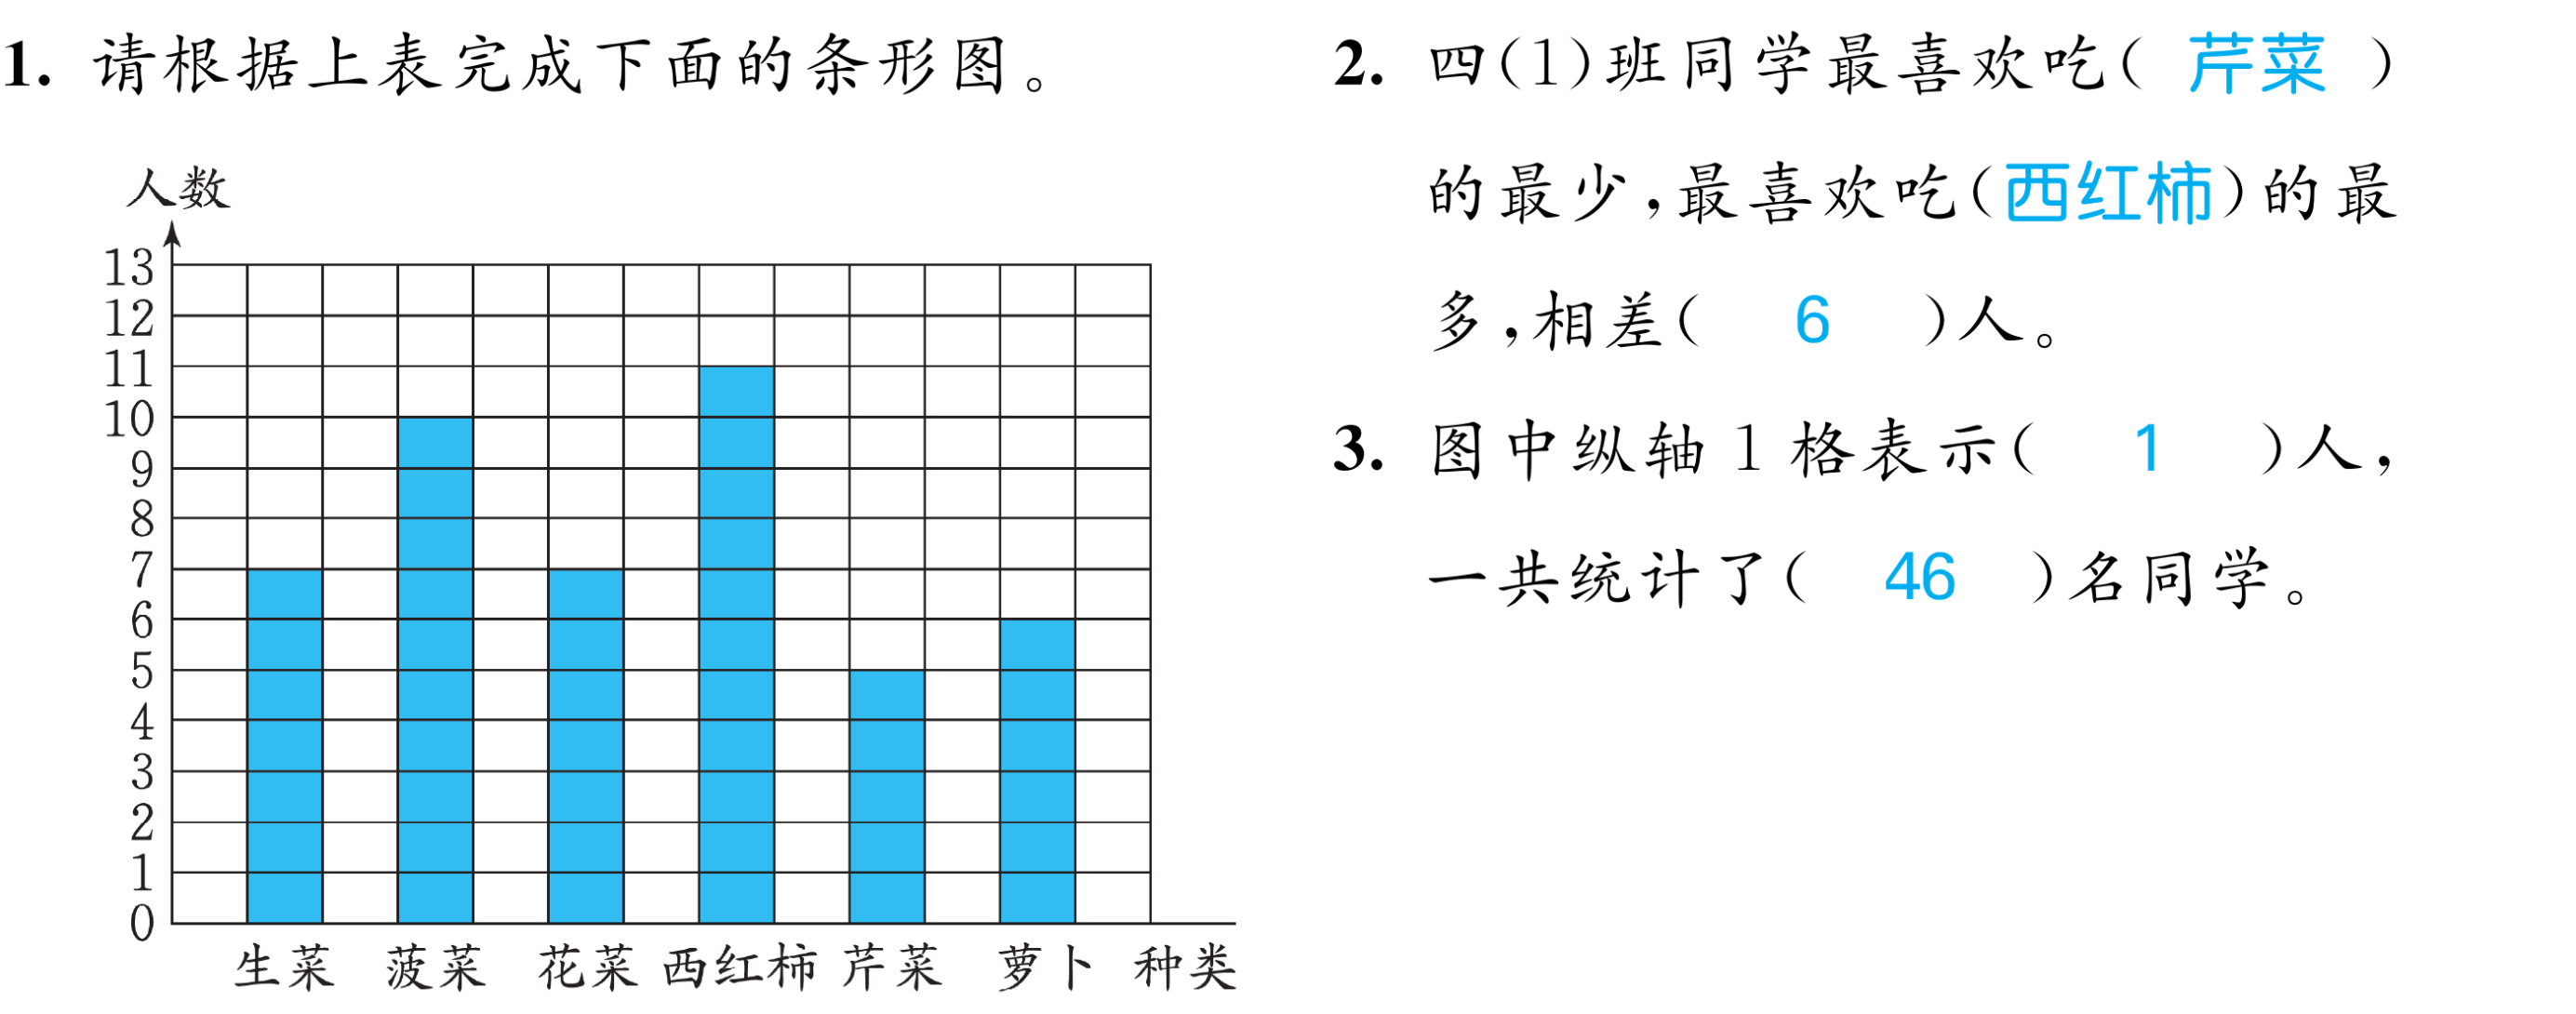 1. 请根据上表完成下面的条形图。
人数
13
12
11
10
9
8
7
6
5
4
3
2
1
0
生菜 菠菜 花菜 西红柿 芹菜 萝卜 种类
2. 四(1)班同学最喜欢吃( 芹菜 )
的最少,最喜欢吃(西红柿)的最
多,相差( 6 )人。
3. 图中纵轴1格表示( 1 )人,
一共统计了( 46 )名同学。